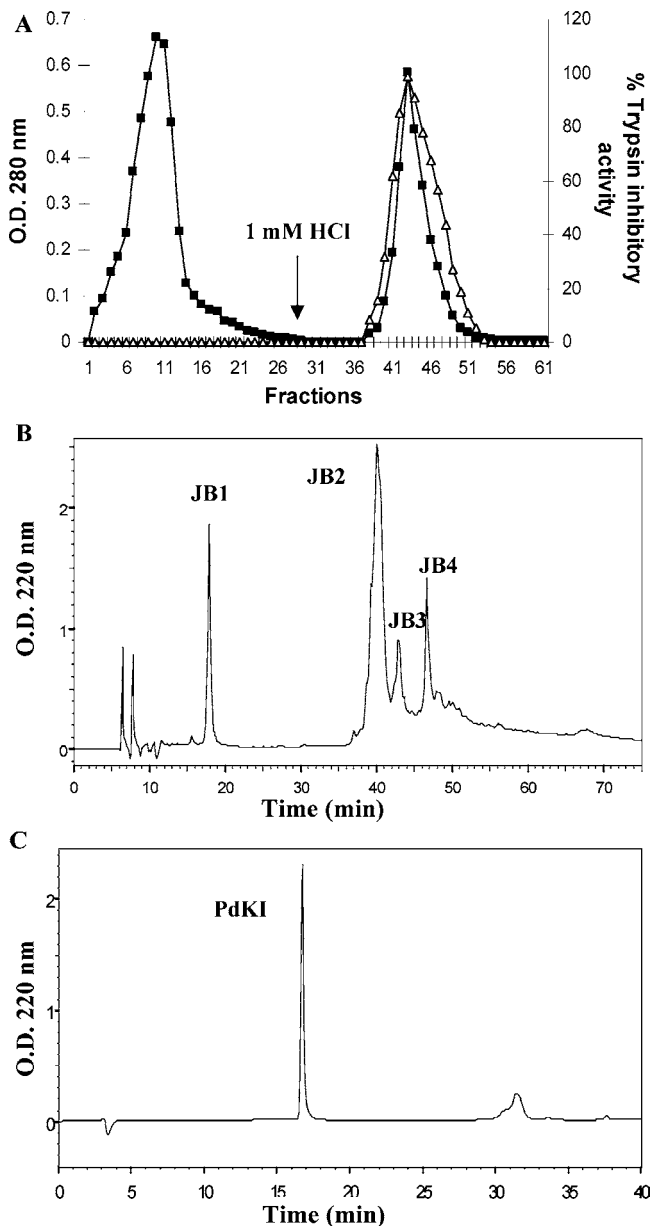 A
0.7
0.6
0.5
0.4
0.3
0.2
0.1
0
O.D. 280 nm
120
100
80
60
40
20
0
% Trypsin inhibitory
activity
1 mM HCl
1 6 11 16 21 26 31 36 41 46 51 56 61
Fractions
B
O.D. 220 nm
2
1
0
JB1
JB2
JB3
JB4
0 10 20 30 40 50 60 70
Time (min)
C
O.D. 220 nm
2
1
0
PdKI
0 5 10 15 20 25 30 35 40
Time (min)